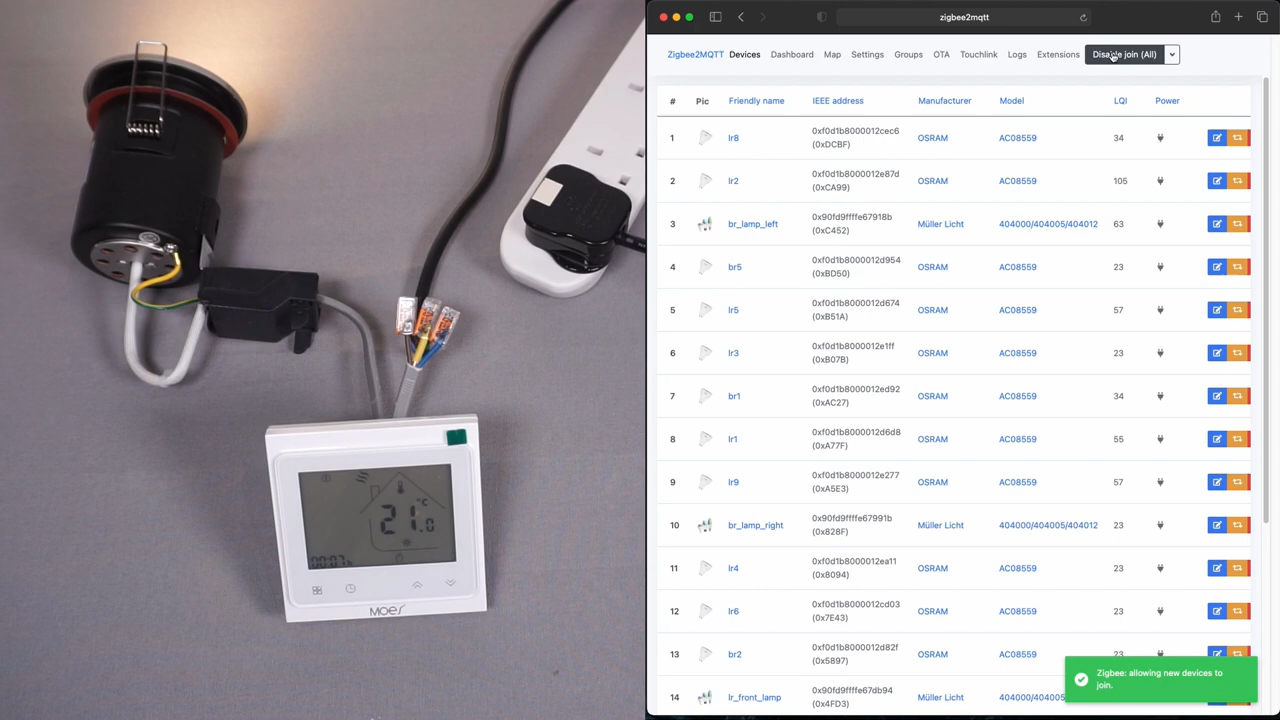 zigbee2mqtt
Zigbee2MQTT Devices Dashboard Map Settings Groups OTA Touchlink Logs Extensions Disable join (All)
# Pic Friendly name IEEE address Manufacturer Model LQI Power
1 lr8 0xf0d1b8000012cec6 (0xDCBF) OSRAM AC08559 34
2 lr2 0xf0d1b8000012e87d (0xCA99) OSRAM AC08559 105
3 br_lamp_left 0x90fd9ffffe67918b (0xC452) Müller Licht 404000/404005/404012 63
4 br5 0xf0d1b8000012d954 (0xBD50) OSRAM AC08559 23
5 lr5 0xf0d1b8000012d674 (0xB51A) OSRAM AC08559 57
6 lr3 0xf0d1b8000012e1ff (0xB07B) OSRAM AC08559 23
7 br1 0xf0d1b8000012ed92 (0xAC27) OSRAM AC08559 34
8 lr1 0xf0d1b8000012d6d8 (0xA77F) OSRAM AC08559 55
9 lr9 0xf0d1b8000012e277 (0xA5E3) OSRAM AC08559 57
10 br_lamp_right 0x90fd9ffffe67991b (0x828F) Müller Licht 404000/404005/404012 23
11 lr4 0xf0d1b8000012ea11 (0x8094) OSRAM AC08559 23
12 lr6 0xf0d1b8000012cd03 (0x7E43) OSRAM AC08559 23
13 br2 0xf0d1b8000012d82f (0x5897) OSRAM AC08559 23
14 lr_front_lamp 0x90fd9ffffe67db94 (0x4FD3) Müller Licht 404000/404005
Zigbee: allowing new devices to
join.
21.0 °C
00:07
MOES